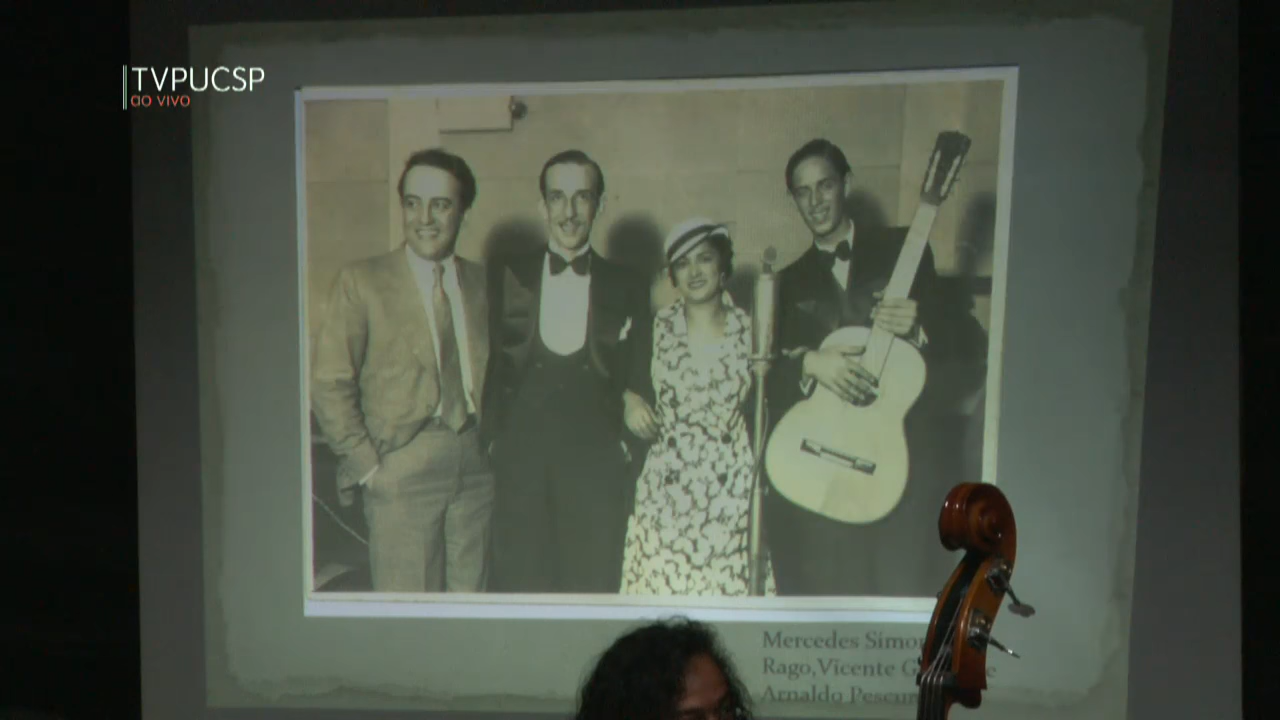 TVPUCSP
ao vivo
Mercedes Simo
Rago, Vicente G
Arnaldo Pescu